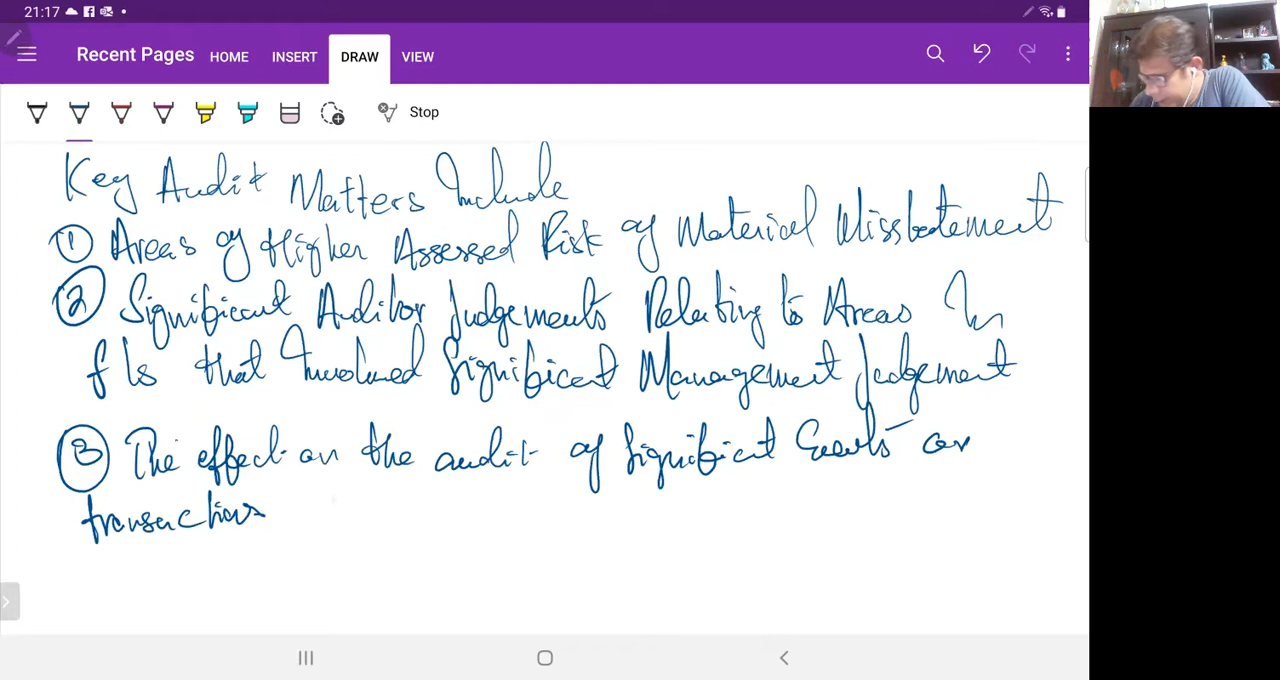 21:17
Recent Pages HOME INSERT DRAW VIEW
Stop
Key Audit Matters Include
① Areas of Higher Assessed Risk of Material Misstatement
② Significant Auditor Judgements Relating to Areas In
f/s that Involved Significant Management Judgement
③ The effect on the audit of Significant Events or
transactions